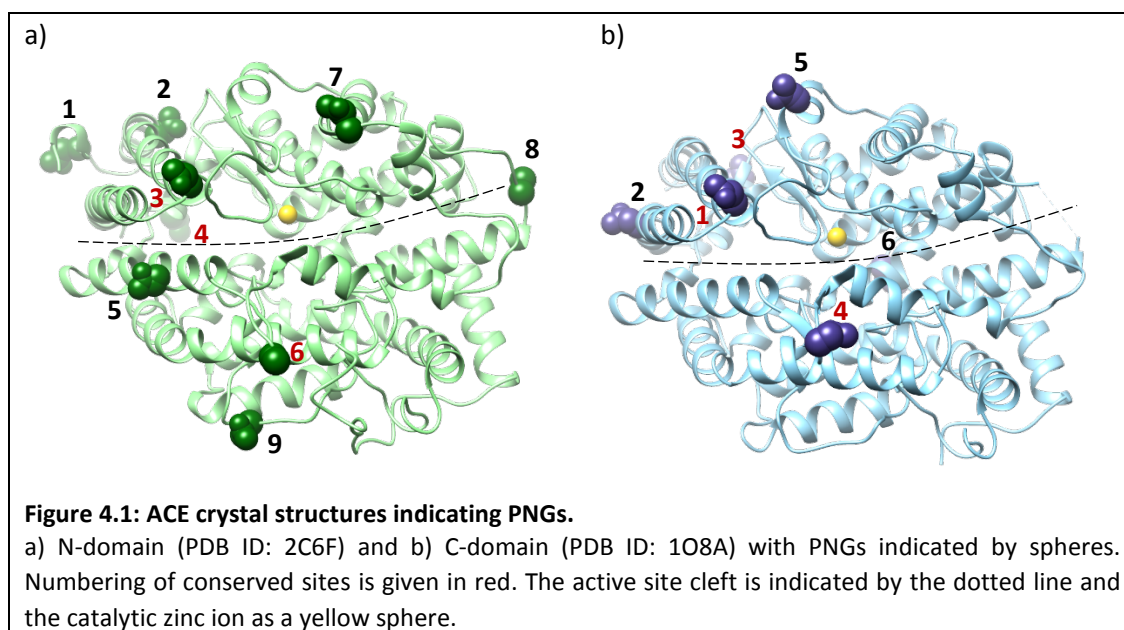 a)
b)
1
2
7
8
3
4
5
6
9
5
3
2
1
6
4
Figure 4.1: ACE crystal structures indicating PNGs.
a) N-domain (PDB ID: 2C6F) and b) C-domain (PDB ID: 1O8A) with PNGs indicated by spheres.
Numbering of conserved sites is given in red. The active site cleft is indicated by the dotted line and
the catalytic zinc ion as a yellow sphere.